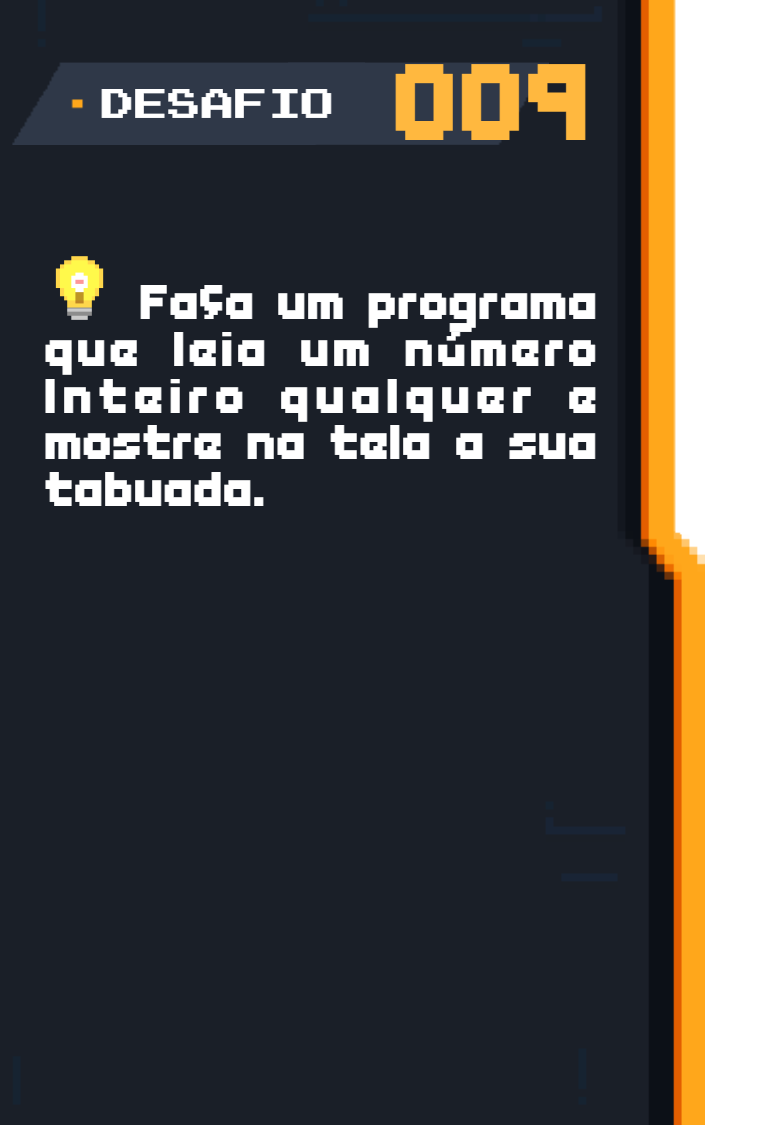 DESAFIO 009
Faça um programa
que leia um número
Inteiro qualquer e
mostre na tela a sua
tabuada.